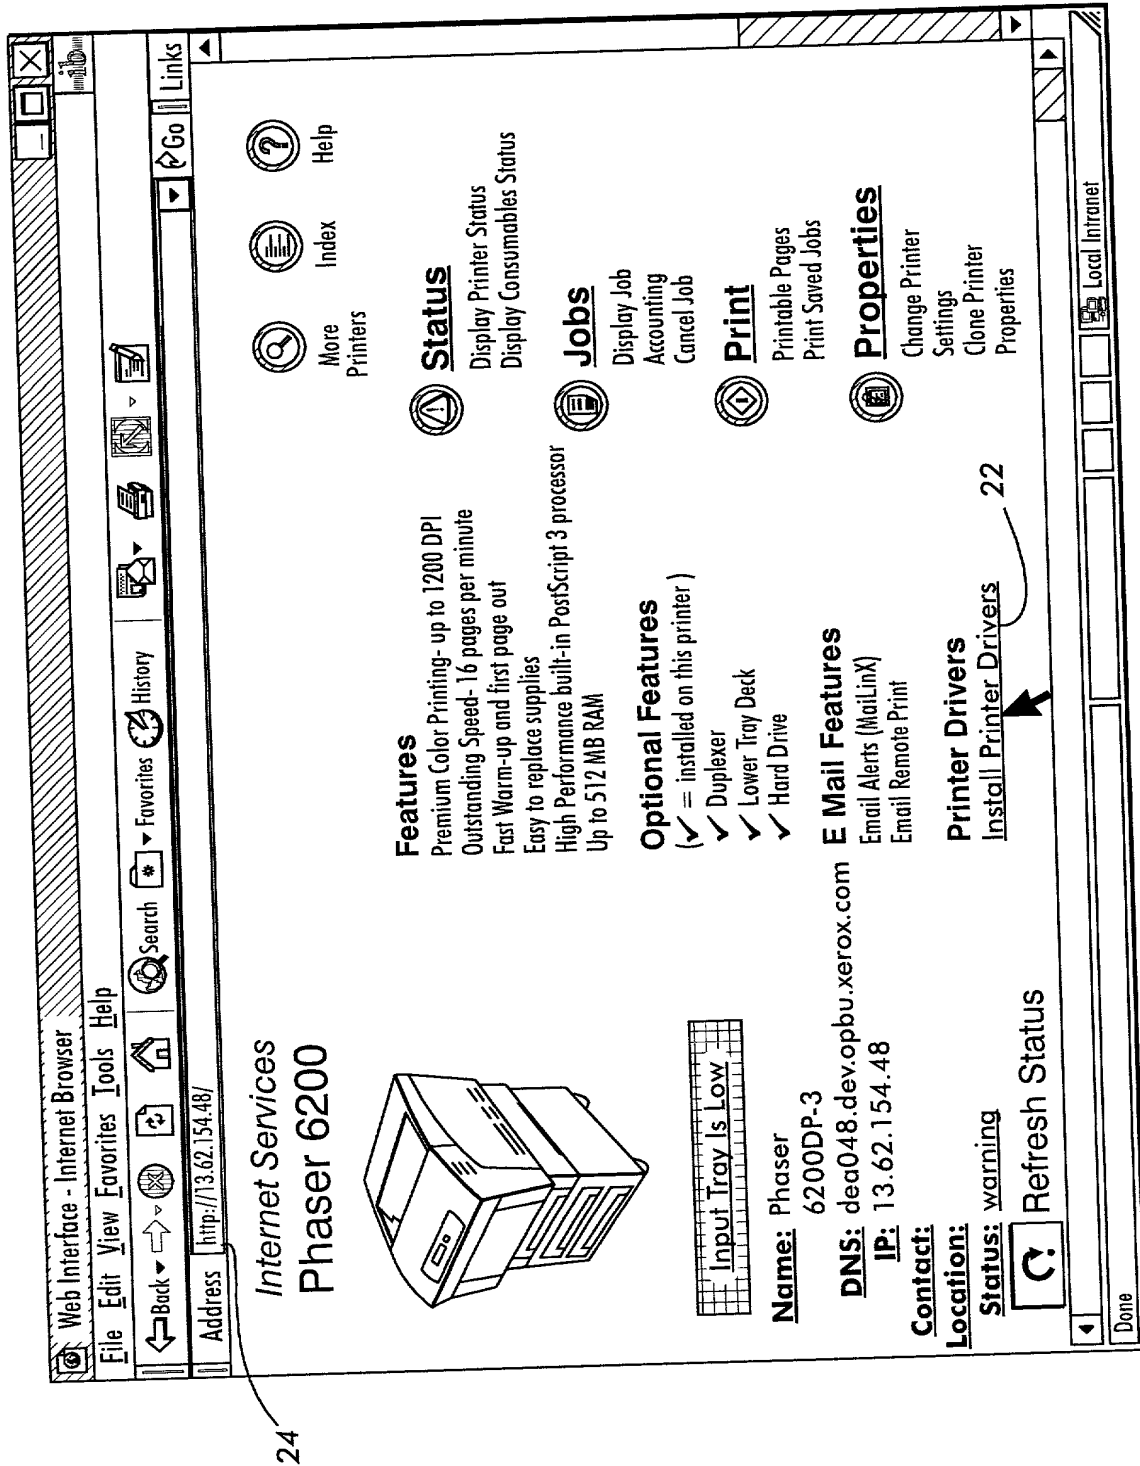 Web Interface - Internet Browser
File Edit View Favorites Tools Help
Back Search Favorites History
Address http://13.62.154.48/ Go Links
24
Internet Services
Phaser 6200
More
Printers
Index
Help
Input Tray Is Low
Name: Phaser
6200DP-3
DNS: dea048.dev.opbu.xerox.com
IP: 13.62.154.48
Contact:
Location:
Status: warning
Refresh Status
Features
Premium Color Printing- up to 1200 DPI
Outstanding Speed- 16 pages per minute
Fast Warm-up and first page out
Easy to replace supplies
High Performance built-in PostScript 3 processor
Up to 512 MB RAM
Optional Features
(✓ = installed on this printer )
✓ Duplexer
✓ Lower Tray Deck
✓ Hard Drive
E Mail Features
Email Alerts (MaiLinX)
Email Remote Print
Printer Drivers
Install Printer Drivers
22
Status
Display Printer Status
Display Consumables Status
Jobs
Display Job
Accounting
Cancel Job
Print
Printable Pages
Print Saved Jobs
Properties
Change Printer
Settings
Clone Printer
Properties
Done
Local Intranet